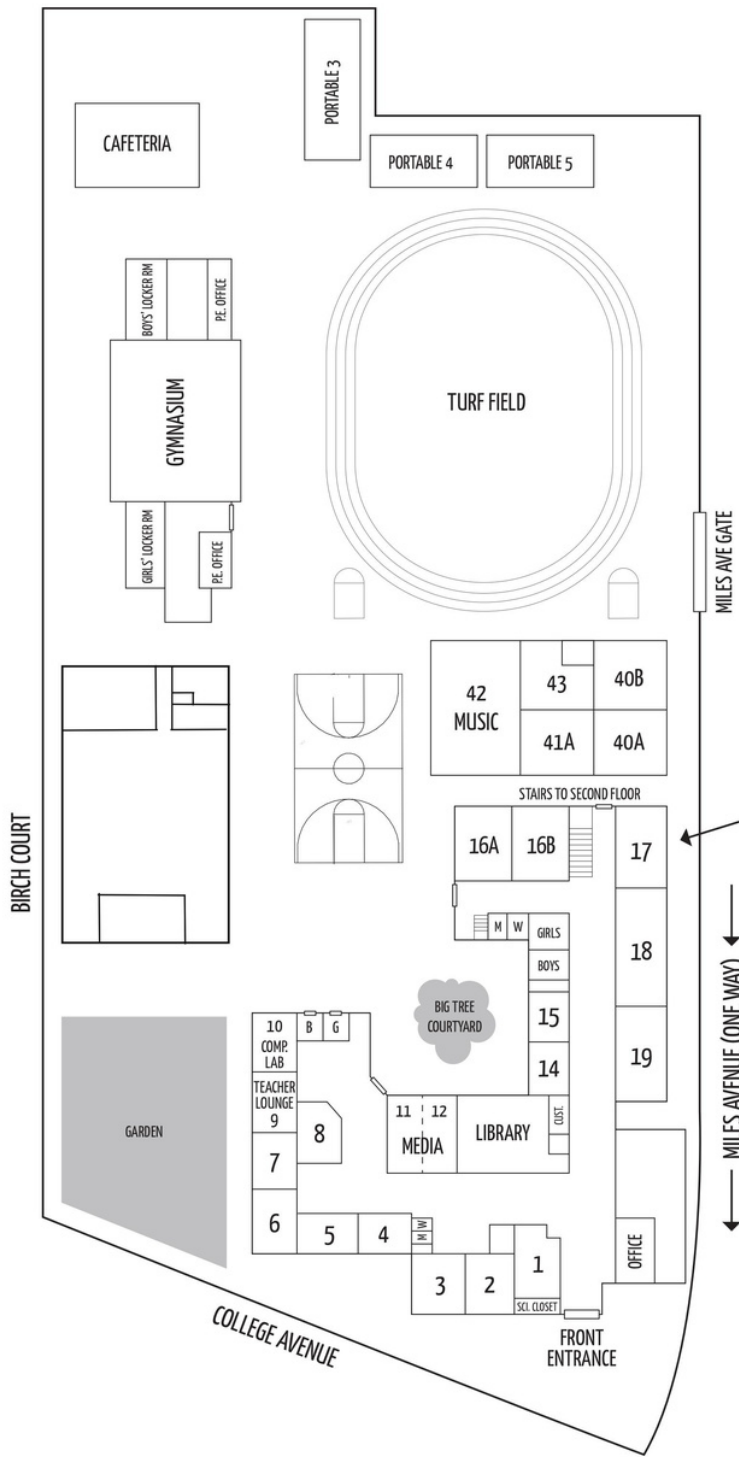 PORTABLE 3
CAFETERIA
PORTABLE 4
PORTABLE 5
BOYS' LOCKER RM
P.E. OFFICE
GYMNASIUM
TURF FIELD
GIRLS' LOCKER RM
P.E. OFFICE
MILES AVE GATE
42
MUSIC
43
40B
41A
40A
STAIRS TO SECOND FLOOR
16A
16B
17
BIRCH COURT
M
W
GIRLS
BOYS
18
MILES AVENUE (ONE WAY)
BIG TREE
COURTYARD
15
14
19
10
COMP.
LAB
B
G
TEACHER
LOUNGE
9
8
11
12
MEDIA
LIBRARY
CUST.
GARDEN
7
6
5
4
M
W
3
2
1
SCI. CLOSET
OFFICE
COLLEGE AVENUE
FRONT
ENTRANCE